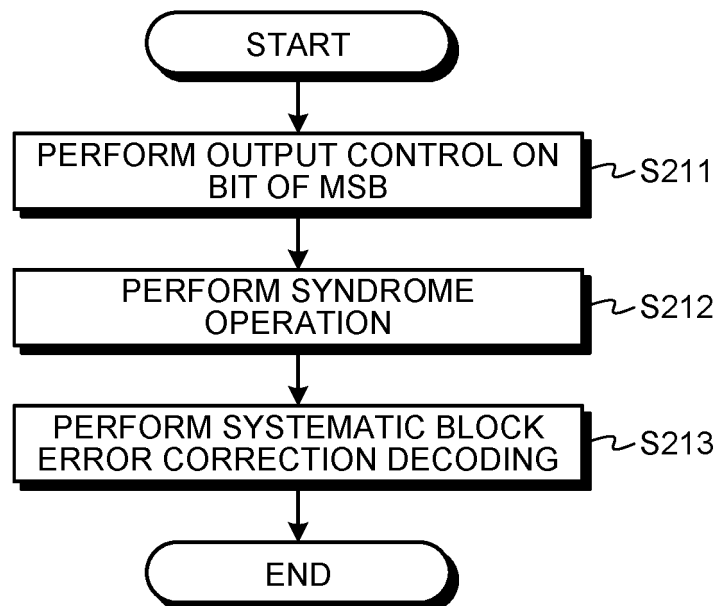 START
PERFORM OUTPUT CONTROL ON
BIT OF MSB
S211
PERFORM SYNDROME
OPERATION
S212
PERFORM SYSTEMATIC BLOCK
ERROR CORRECTION DECODING
S213
END